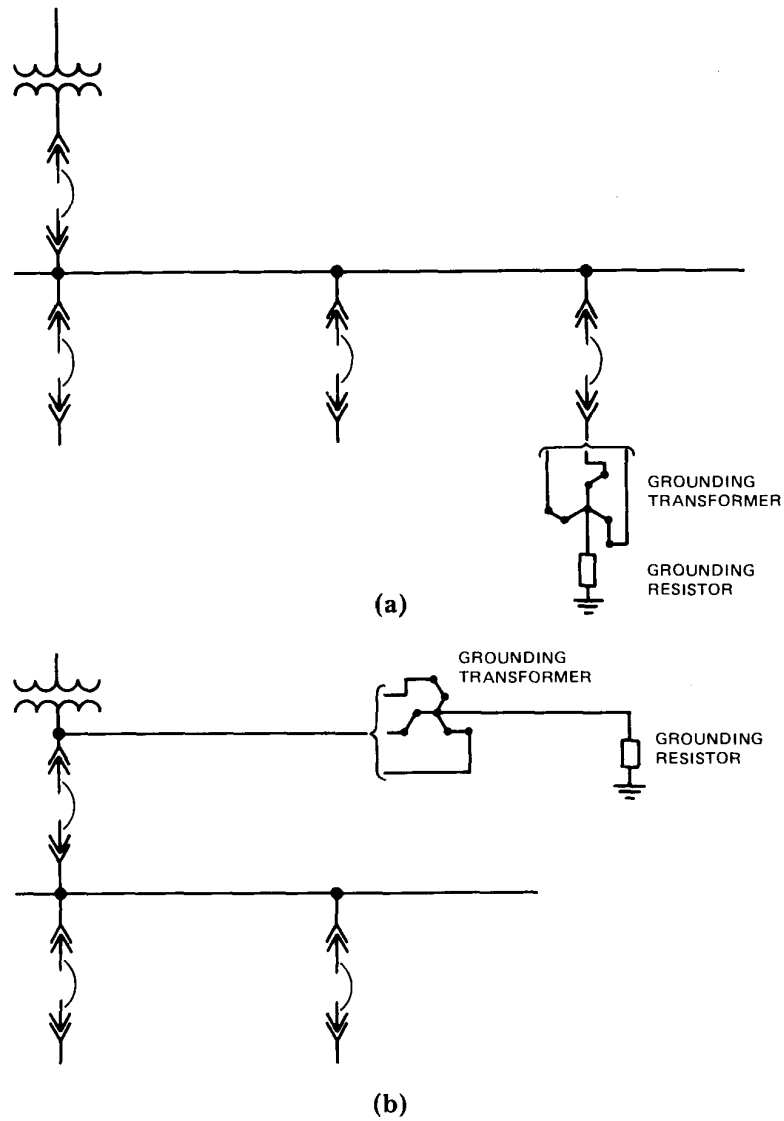 GROUNDING
TRANSFORMER
GROUNDING
RESISTOR
(a)
GROUNDING
TRANSFORMER
GROUNDING
RESISTOR
(b)